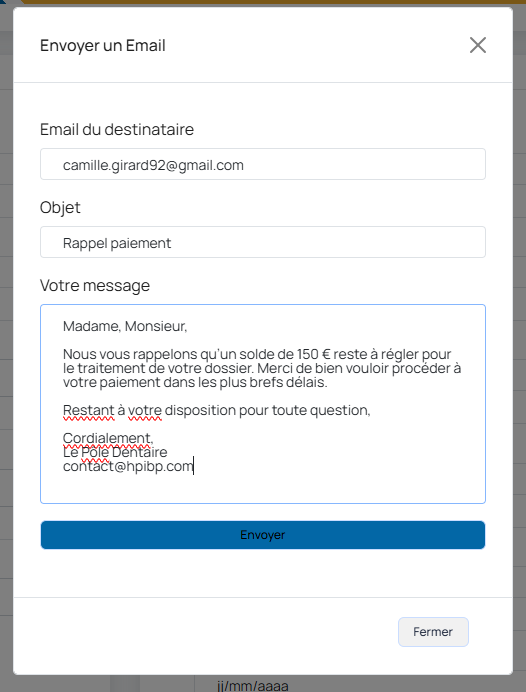 Envoyer un Email
Email du destinataire
camille.girard92@gmail.com
Objet
Rappel paiement
Votre message
Madame, Monsieur,
Nous vous rappelons qu'un solde de 150 € reste à régler pour
le traitement de votre dossier. Merci de bien vouloir procéder à
votre paiement dans les plus brefs délais.
Restant à votre disposition pour toute question,
Cordialement,
Le Pôle Dentaire
contact@hpibp.com
Envoyer
Fermer
jj/mm/aaaa